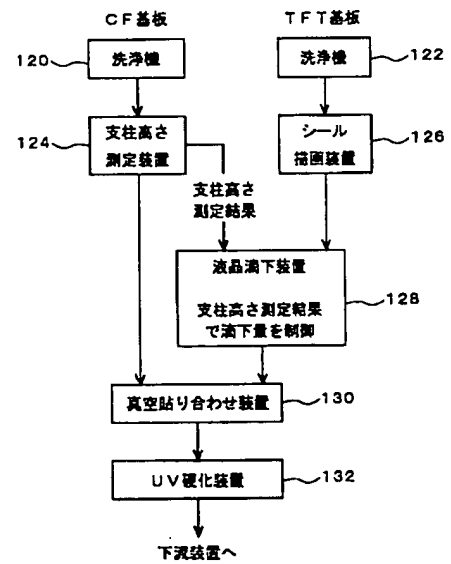 CF基板
TFT基板
120
洗浄機
洗浄機
122
124
支柱高さ
測定装置
シール
描画装置
126
支柱高さ
測定結果
液晶滴下装置
支柱高さ測定結果
で滴下量を制御
128
真空貼り合わせ装置
130
UV硬化装置
132
下流装置へ